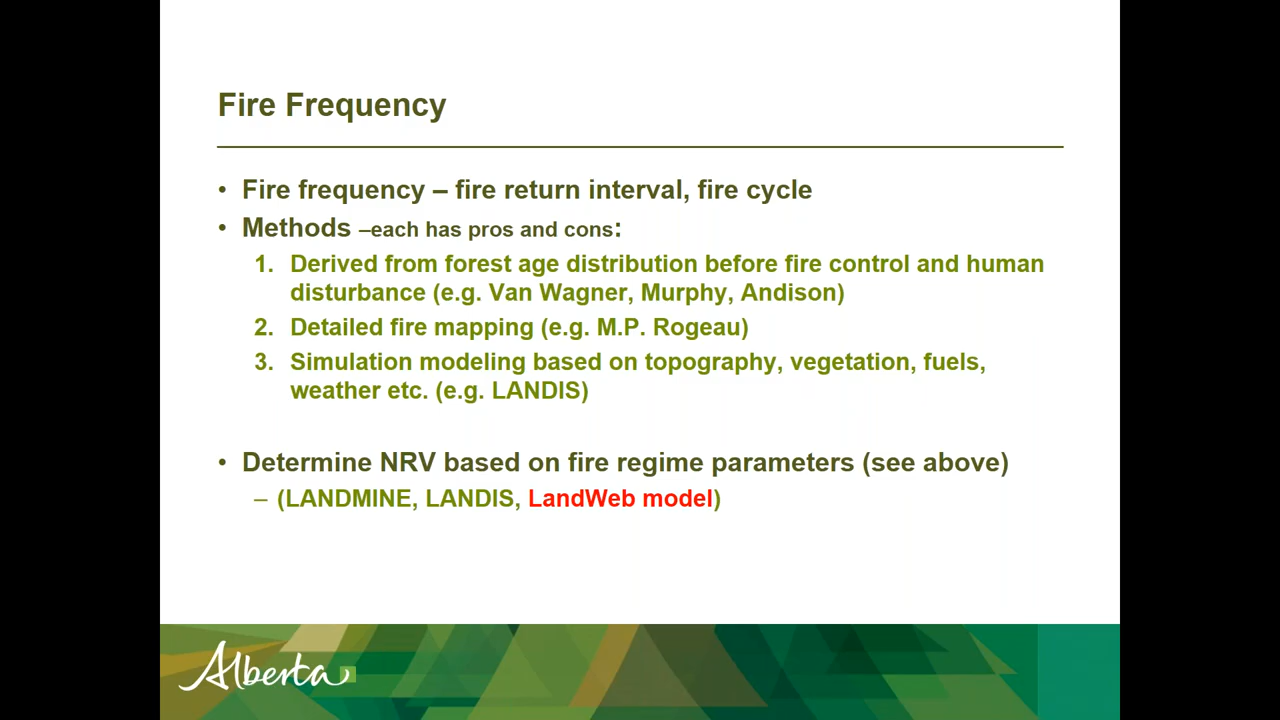 Fire Frequency
• Fire frequency – fire return interval, fire cycle
• Methods –each has pros and cons:
1. Derived from forest age distribution before fire control and human
disturbance (e.g. Van Wagner, Murphy, Andison)
2. Detailed fire mapping (e.g. M.P. Rogeau)
3. Simulation modeling based on topography, vegetation, fuels,
weather etc. (e.g. LANDIS)
• Determine NRV based on fire regime parameters (see above)
– (LANDMINE, LANDIS, LandWeb model)
Alberta